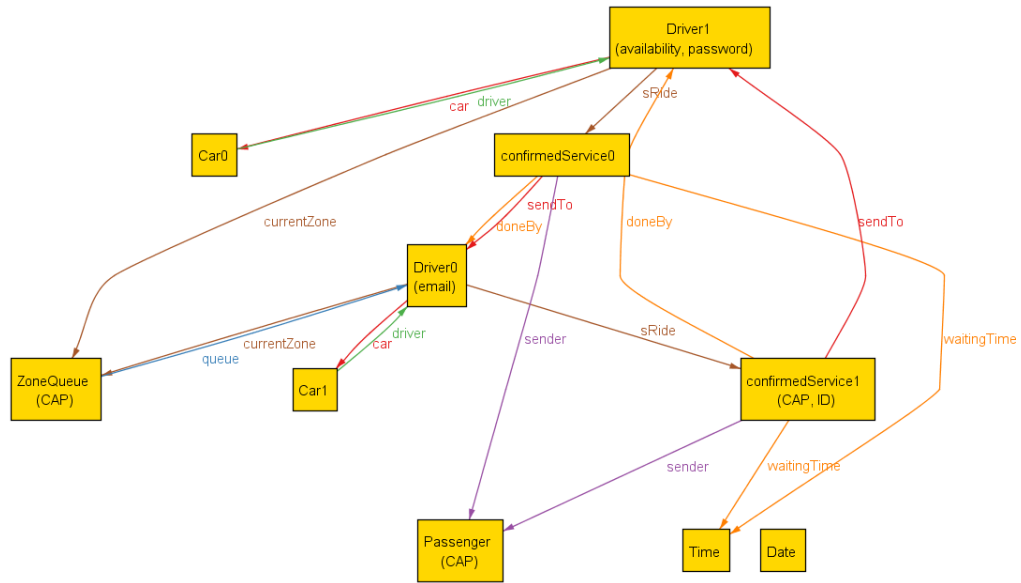 Driver1
(availability, password)
sRide
car
driver
Car0
confirmedService0
currentZone
sendTo
doneBy
doneBy
sendTo
Driver0
(email)
sRide
sender
waitingTime
currentZone
car
driver
queue
ZoneQueue
(CAP)
Car1
confirmedService1
(CAP, ID)
sender
waitingTime
Passenger
(CAP)
Time
Date